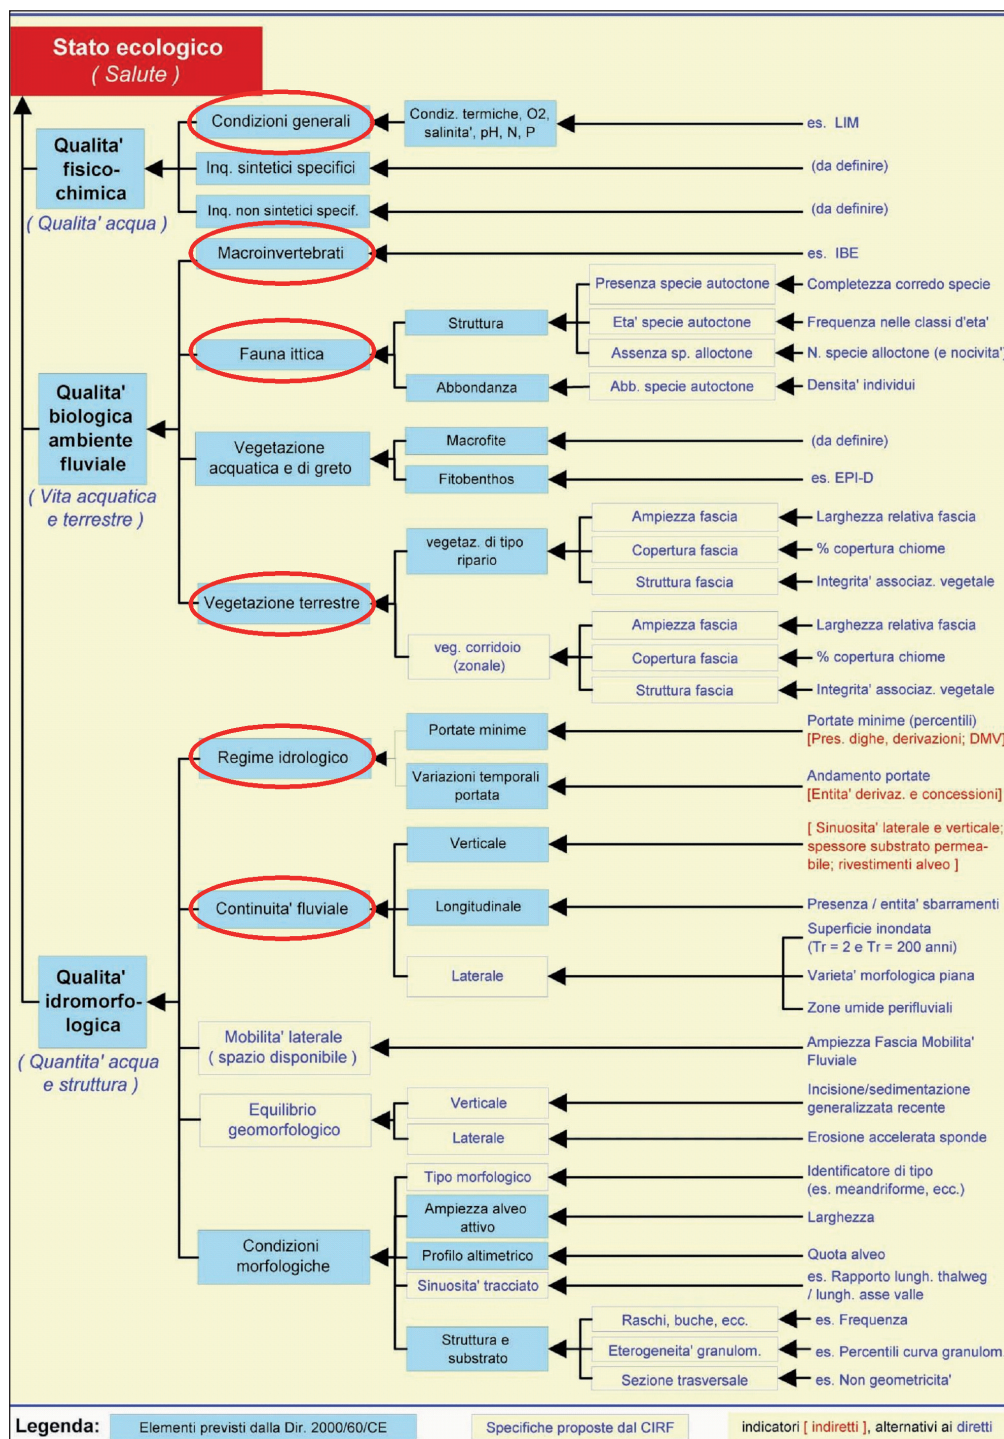 Stato ecologico
( Salute )
Qualita'
fisico-
chimica
( Qualita' acqua )
Condizioni generali
Condiz. termiche, O2,
salinita', pH, N, P
es. LIM
Inq. sintetici specifici
(da definire)
Inq. non sintetici specif.
(da definire)
Qualita'
biologica
ambiente
fluviale
( Vita acquatica
e terrestre )
Macroinvertebrati
es. IBE
Fauna ittica
Struttura
Presenza specie autoctone
Completezza corredo specie
Eta' specie autoctone
Frequenza nelle classi d'eta'
Assenza sp. alloctone
N. specie alloctone (e nocivita')
Abbondanza
Abb. specie autoctone
Densita' individui
Vegetazione
acquatica e di greto
Macrofite
(da definire)
Fitobenthos
es. EPI-D
Vegetazione terrestre
vegetaz. di tipo
ripario
Ampiezza fascia
Larghezza relativa fascia
Copertura fascia
% copertura chiome
Struttura fascia
Integrita' associaz. vegetale
veg. corridoio
(zonale)
Ampiezza fascia
Larghezza relativa fascia
Copertura fascia
% copertura chiome
Struttura fascia
Integrita' associaz. vegetale
Qualita'
idromorfo-
logica
( Quantita' acqua
e struttura )
Regime idrologico
Portate minime
Portate minime (percentili)
[Pres. dighe, derivazioni; DMV]
Variazioni temporali
portata
Andamento portate
[Entita' derivaz. e concessioni]
Continuita' fluviale
Verticale
[ Sinuosita' laterale e verticale;
spessore substrato permea-
bile; rivestimenti alveo ]
Longitudinale
Presenza / entita' sbarramenti
Laterale
Superficie inondata
(Tr = 2 e Tr = 200 anni)
Varieta' morfologica piana
Zone umide perifluviali
Mobilita' laterale
( spazio disponibile )
Ampiezza Fascia Mobilita'
Fluviale
Equilibrio
geomorfologico
Verticale
Incisione/sedimentazione
generalizzata recente
Laterale
Erosione accelerata sponde
Condizioni
morfologiche
Tipo morfologico
Identificatore di tipo
(es. meandriforme, ecc.)
Ampiezza alveo
attivo
Larghezza
Profilo altimetrico
Quota alveo
Sinuosita' tracciato
es. Rapporto lungh. thalweg
/ lungh. asse valle
Struttura e
substrato
Raschi, buche, ecc.
es. Frequenza
Eterogeneita' granulom.
es. Percentili curva granulom.
Sezione trasversale
es. Non geometricita'
Legenda:
Elementi previsti dalla Dir. 2000/60/CE
Specifiche proposte dal CIRF
indicatori [ indiretti ], alternativi ai diretti